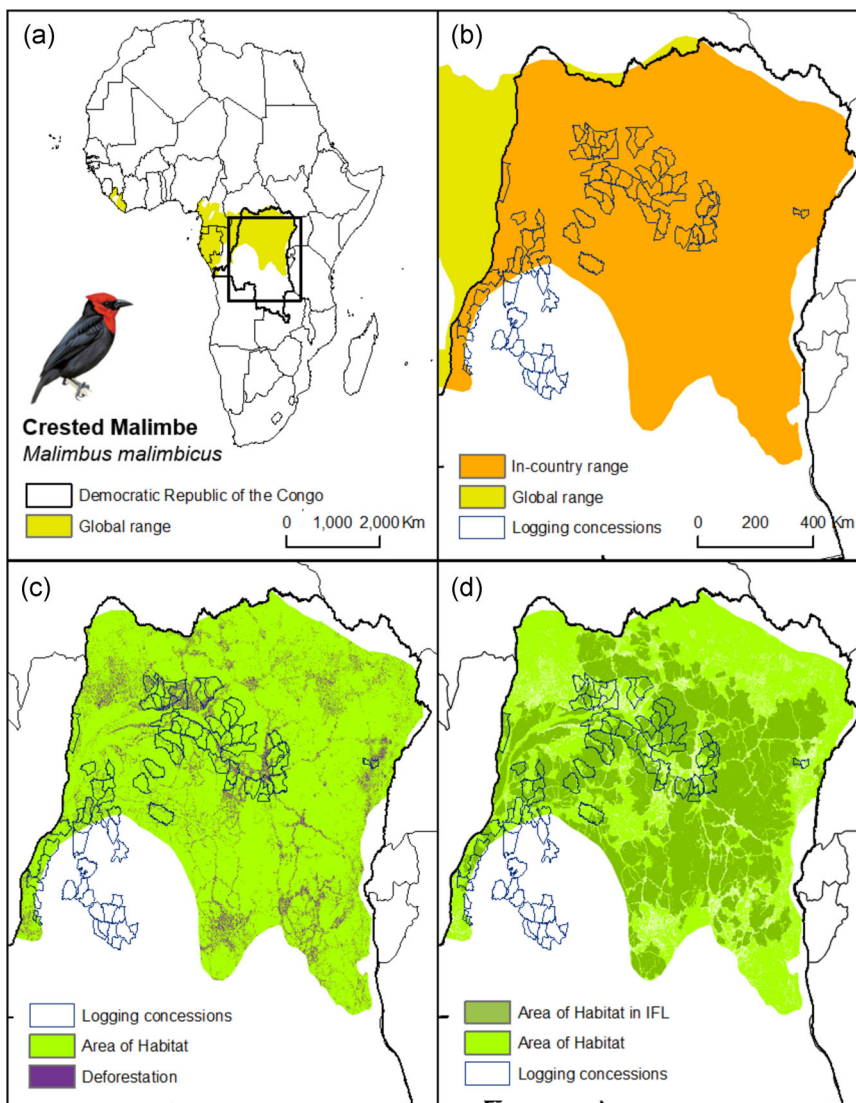 (a)
Crested Malimbe
Malimbus malimbicus
Democratic Republic of the Congo
Global range
0 1,000 2,000 Km
(b)
In-country range
Global range
Logging concessions
0 200 400 Km
(c)
Logging concessions
Area of Habitat
Deforestation
(d)
Area of Habitat in IFL
Area of Habitat
Logging concessions